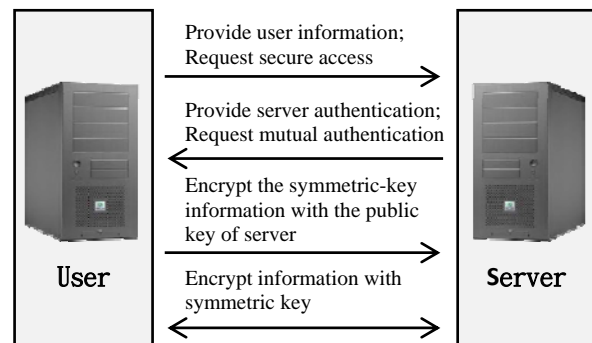 Provide user information;
Request secure access
Provide server authentication;
Request mutual authentication
Encrypt the symmetric-key
information with the public
key of server
Encrypt information with
symmetric key
User
Server